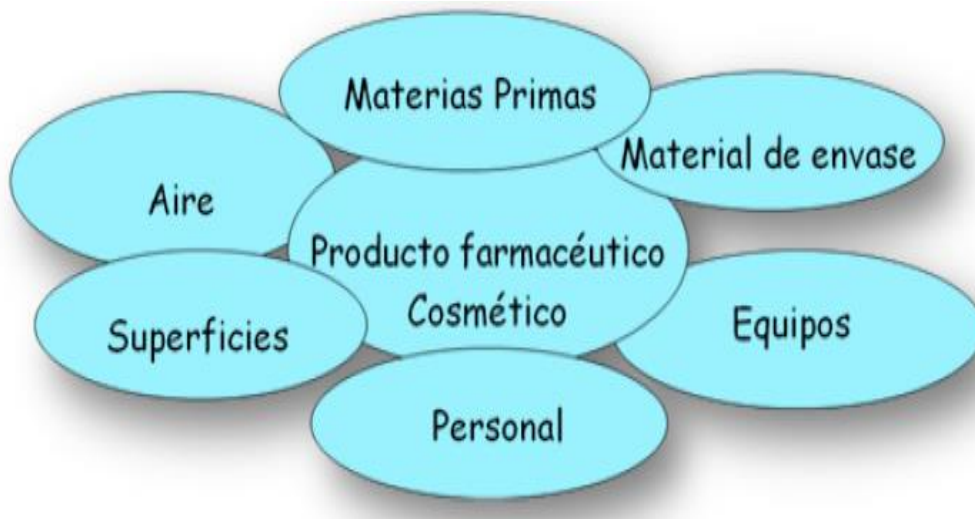 Materias Primas
Material de envase
Aire
Producto farmacéutico
Cosmético
Superficies
Equipos
Personal